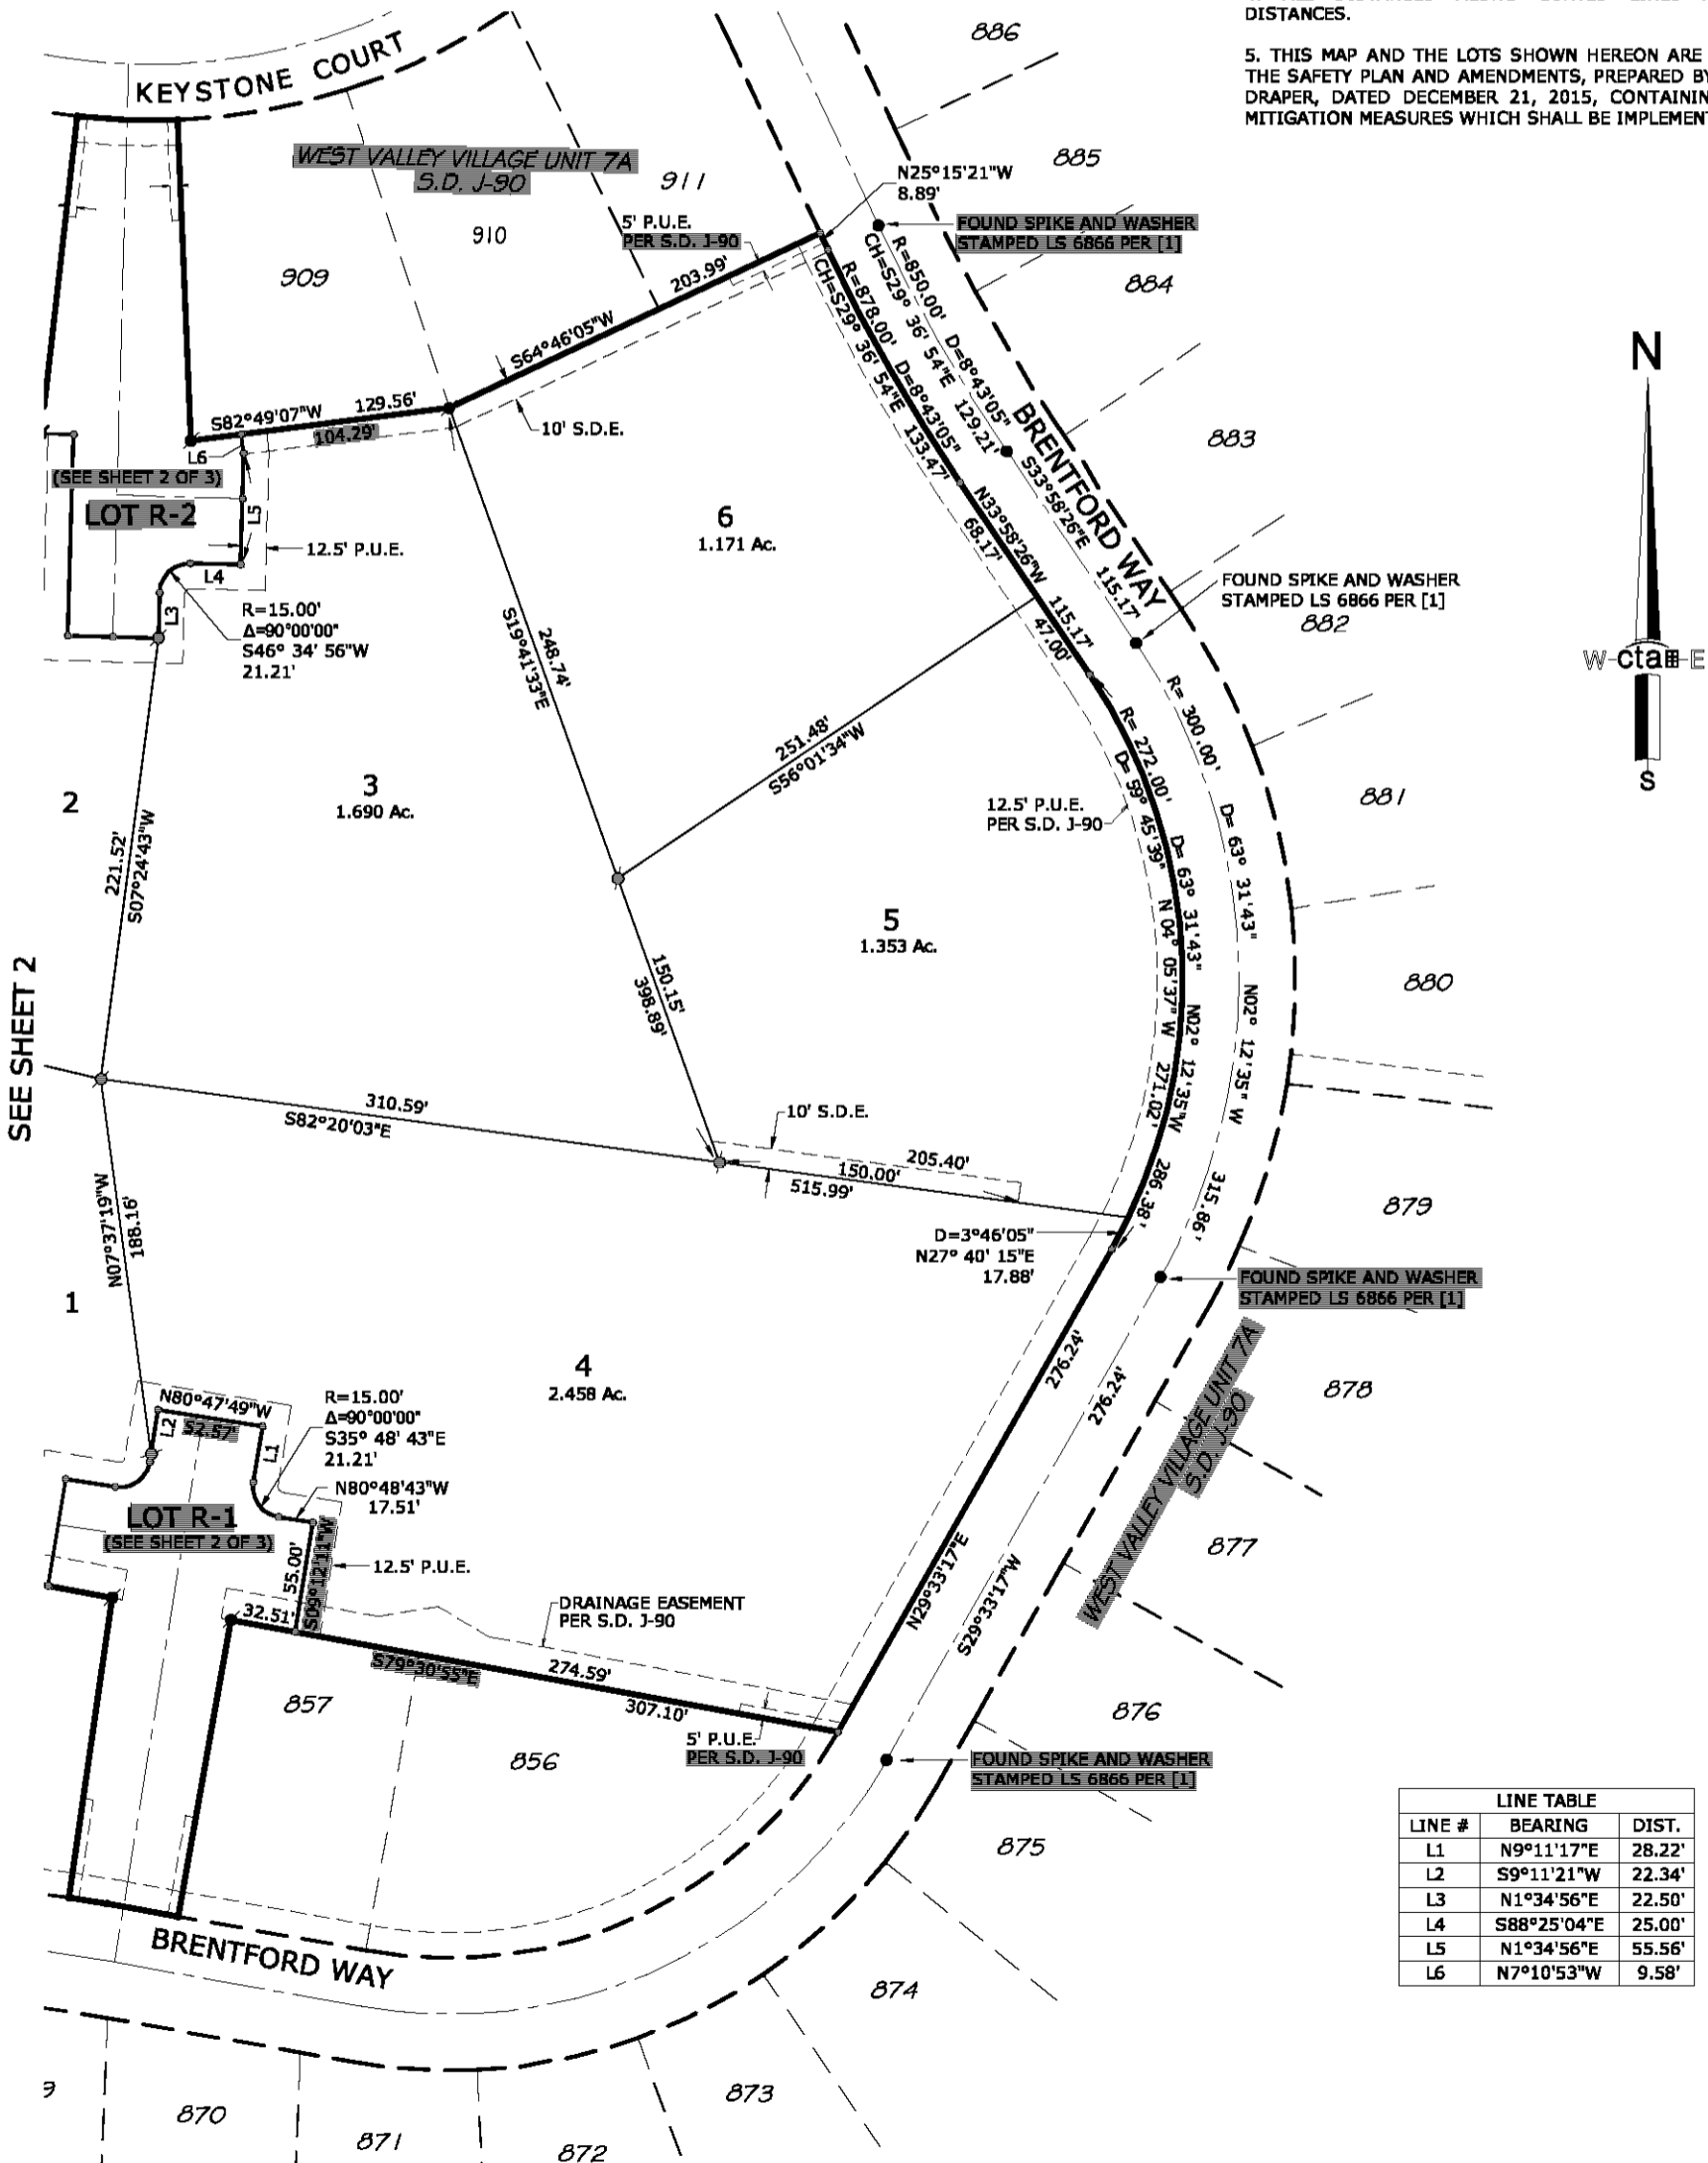 DISTANCES.
5. THIS MAP AND THE LOTS SHOWN HEREON ARE
THE SAFETY PLAN AND AMENDMENTS, PREPARED BY
DRAPER, DATED DECEMBER 21, 2015, CONTAINING
MITIGATION MEASURES WHICH SHALL BE IMPLEMENT
KEYSTONE COURT
WEST VALLEY VILLAGE UNIT 7A
S.D. J-90
886
885
911
910
909
5' P.U.E.
PER S.D. J-90
N25°15'21"W
8.89'
FOUND SPIKE AND WASHER
STAMPED LS 6866 PER [1]
884
203.99'
S64°46'05"W
R=850.00' D=8°43'05"
CH=S29° 36' 54"E 129.21'
R=878.00' D=8°43'05"
CH=S29° 36' 54"E 133.47'
N
S82°49'07"W
129.56'
104.29'
10' S.D.E.
L6
(SEE SHEET 2 OF 3)
LOT R-2
L5
12.5' P.U.E.
L4
L3
R=15.00'
Δ=90°00'00"
S46° 34' 56"W
21.21'
6
1.171 Ac.
BRENTFORD WAY
S33°58'26"E
115.17'
N33°58'26"W
115.17'
68.17'
47.00'
883
FOUND SPIKE AND WASHER
STAMPED LS 6866 PER [1]
882
W cta E
S
248.74'
S19°41'33"E
251.48'
S56°01'34"W
2
3
1.690 Ac.
221.52'
S07°24'43"W
12.5' P.U.E.
PER S.D. J-90
R= 272.00' D= 63° 31'43" N02° 12'35"W 286.38'
D= 59° 45'39" N 04° 05'37" W 271.02'
R= 300.00' D= 63° 31'43" N02° 12'35" W 315.86'
881
5
1.353 Ac.
880
150.15'
398.89'
SEE SHEET 2
310.59'
S82°20'03"E
10' S.D.E.
205.40'
150.00'
515.99'
879
D=3°46'05"
N27° 40' 15"E
17.88'
FOUND SPIKE AND WASHER
STAMPED LS 6866 PER [1]
N07°37'19"W
188.16'
1
4
2.458 Ac.
276.24'
N29°33'17"E
276.24'
S29°33'17"W
WEST VALLEY VILLAGE UNIT 7A
S.D. J-90
878
877
N80°47'49"W
52.57'
L2
L1
R=15.00'
Δ=90°00'00"
S35° 48' 43"E
21.21'
N80°48'43"W
17.51'
LOT R-1
(SEE SHEET 2 OF 3)
55.00'
S09°12'11"W
12.5' P.U.E.
DRAINAGE EASEMENT
PER S.D. J-90
32.51'
S79°30'55"E
274.59'
307.10'
5' P.U.E.
PER S.D. J-90
857
856
876
FOUND SPIKE AND WASHER
STAMPED LS 6866 PER [1]
875
BRENTFORD WAY
874
873
872
871
870
9
LINE TABLE
LINE # BEARING DIST.
L1 N9°11'17"E 28.22'
L2 S9°11'21"W 22.34'
L3 N1°34'56"E 22.50'
L4 S88°25'04"E 25.00'
L5 N1°34'56"E 55.56'
L6 N7°10'53"W 9.58'